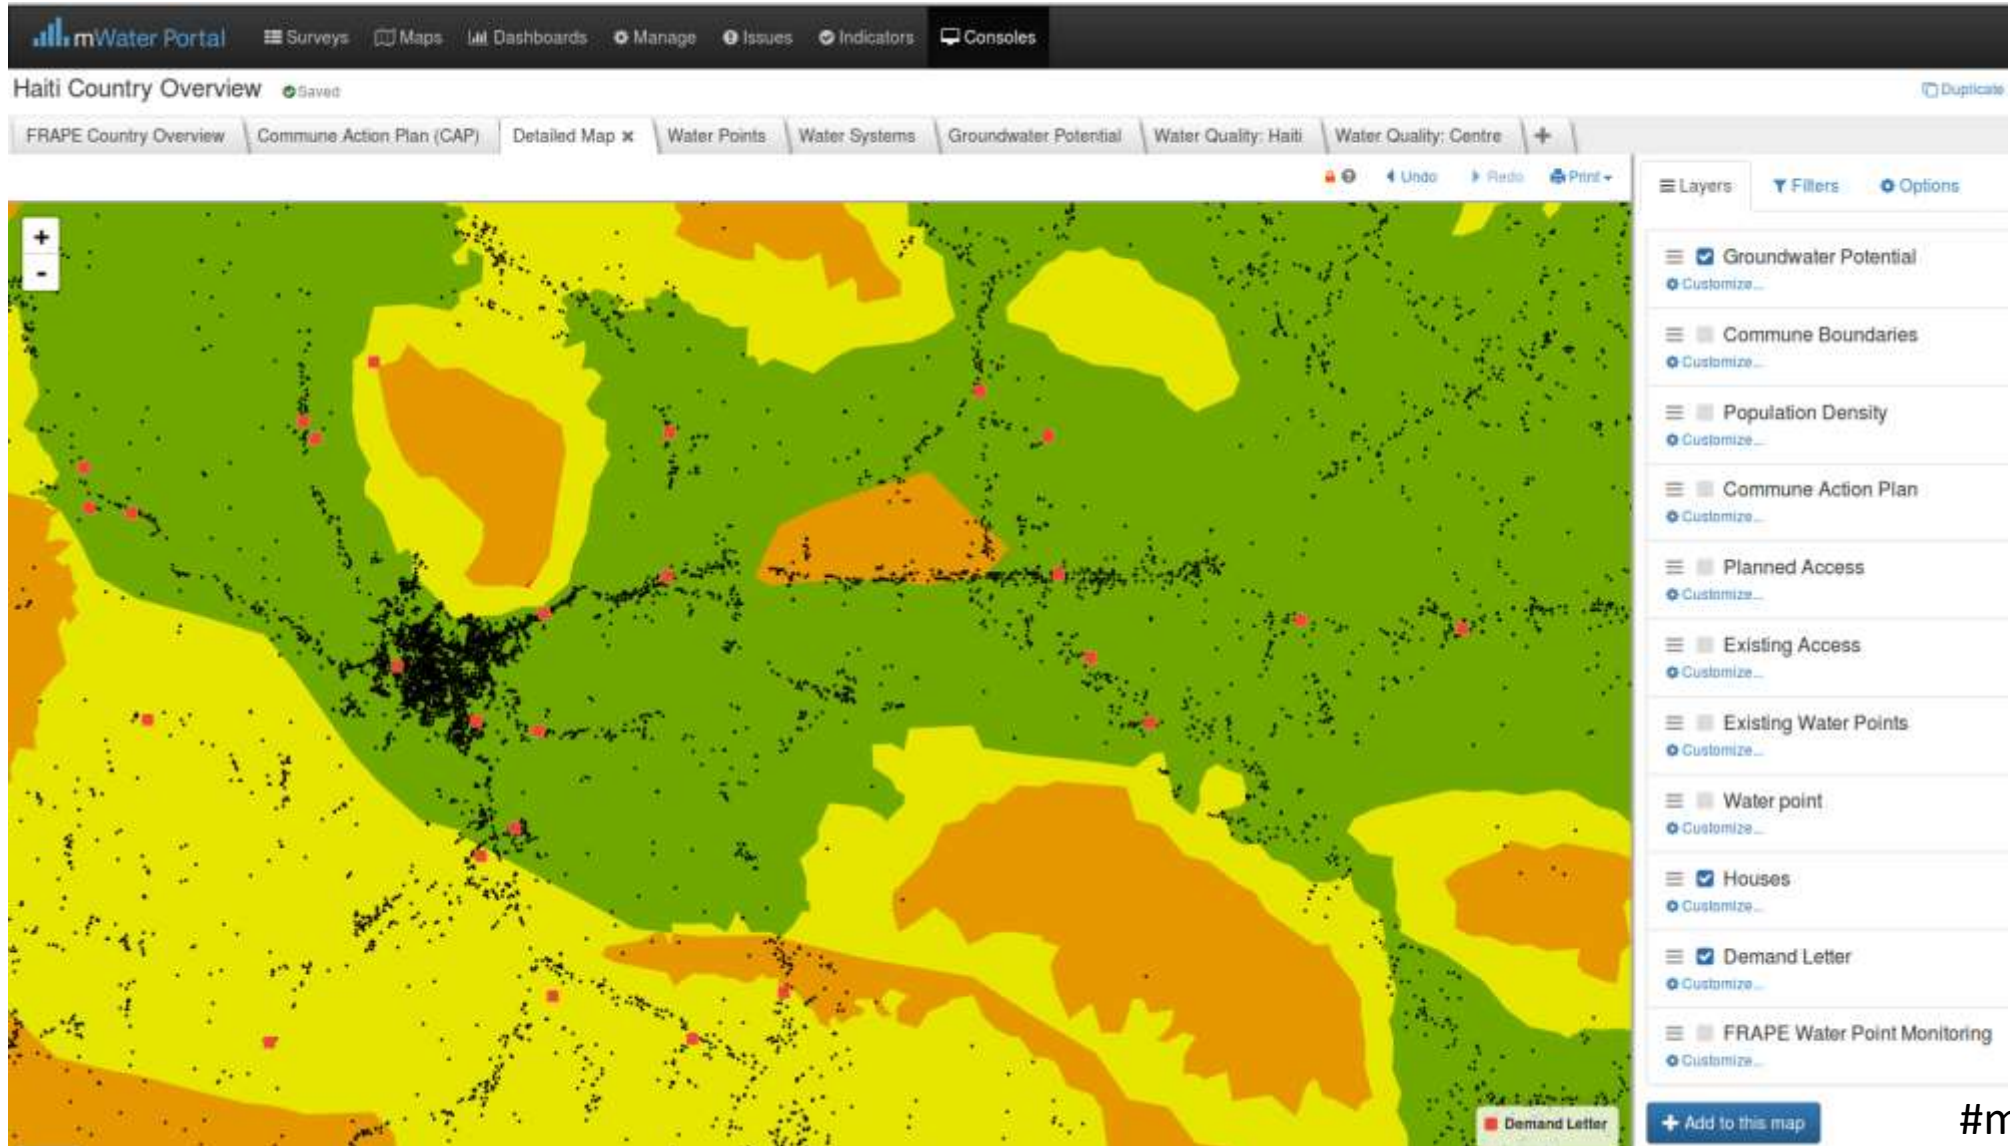 mWater Portal Surveys Maps Dashboards Manage Issues Indicators Consoles
Haiti Country Overview Saved Duplicate
FRAPE Country Overview Commune Action Plan (CAP) Detailed Map × Water Points Water Systems Groundwater Potential Water Quality: Haiti Water Quality: Centre +
Undo Redo Print
Layers Filters Options
+
-
Groundwater Potential
Customize...
Commune Boundaries
Customize...
Population Density
Customize...
Commune Action Plan
Customize...
Planned Access
Customize...
Existing Access
Customize...
Existing Water Points
Customize...
Water point
Customize...
Houses
Customize...
Demand Letter
Customize...
FRAPE Water Point Monitoring
Customize...
Demand Letter
+ Add to this map
#m